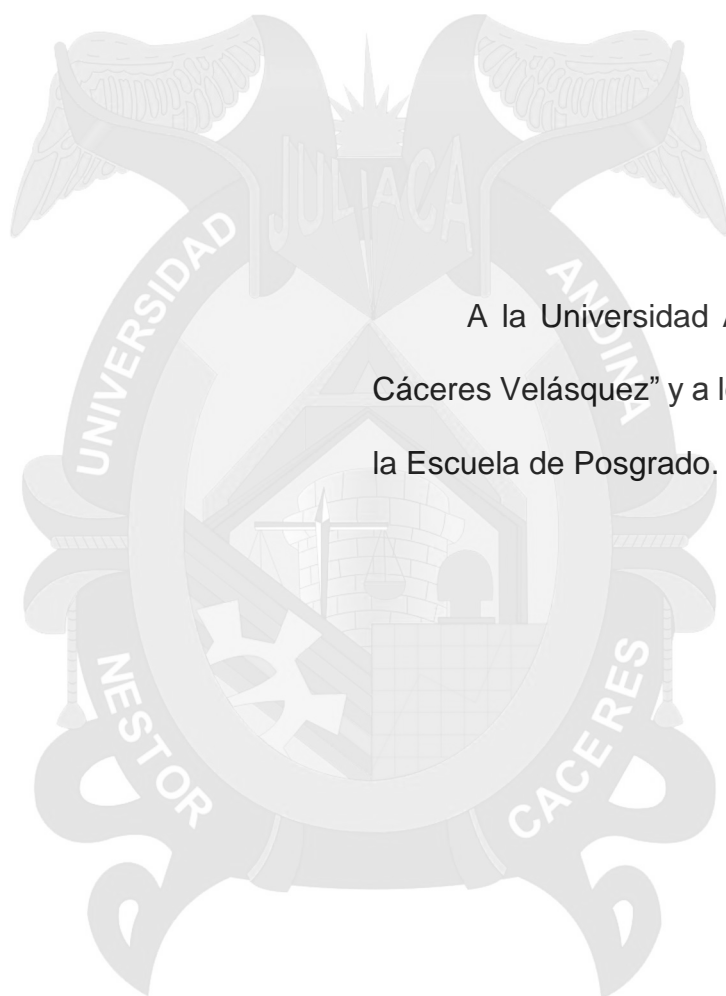 JULIACA
UNIVERSIDAD
ANDINA
A la Universidad
Cáceres Velásquez” y a
la Escuela de Posgrado.
NESTOR
CACERES